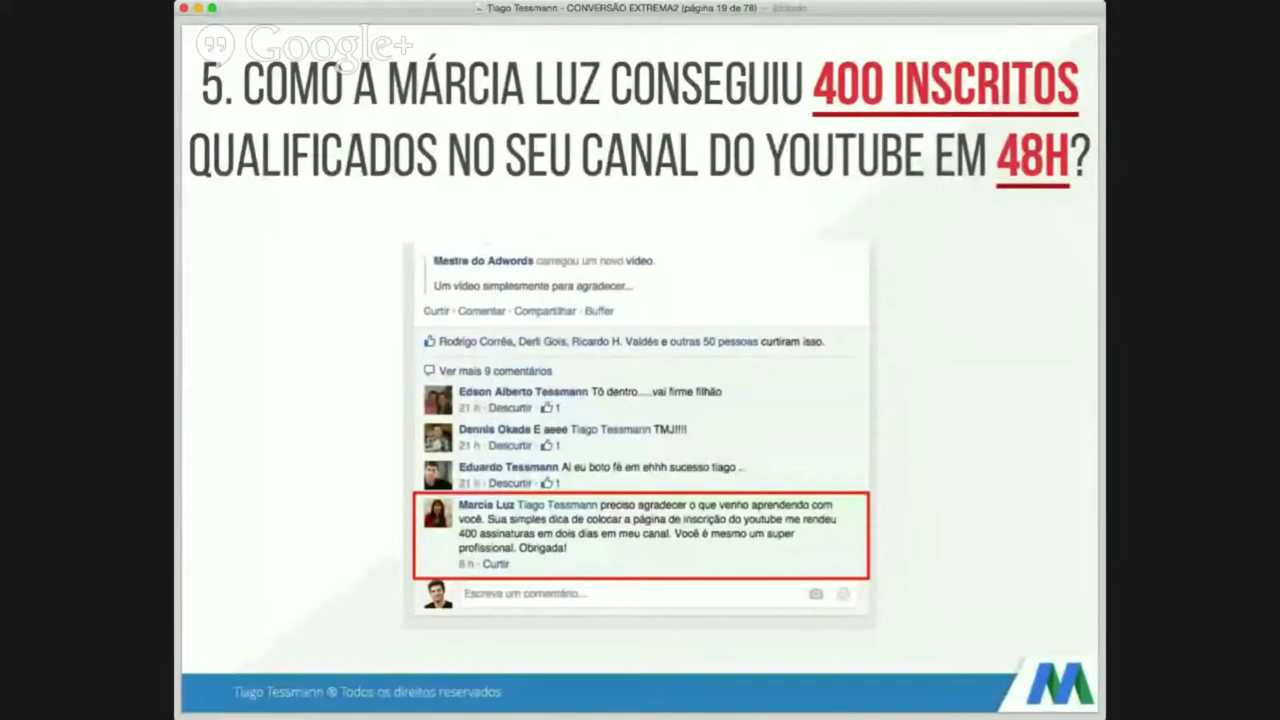 Tiago Tessmann - CONVERSÃO EXTREMA2 (página 19 de 78) — Editado
Google+
5. COMO A MÁRCIA LUZ CONSEGUIU 400 INSCRITOS
QUALIFICADOS NO SEU CANAL DO YOUTUBE EM 48H?
Mestre do Adwords carregou um novo vídeo.
Um vídeo simplesmente para agradecer...
Curtir · Comentar · Compartilhar · Buffer
Rodrigo Corrêa, Derli Gois, Ricardo H. Valdés e outras 50 pessoas curtiram isso.
Ver mais 9 comentários
Edson Alberto Tessmann Tô dentro.....vai firme filhão
21 h · Descurtir · 1
Dennis Okada E aeee Tiago Tessmann TMJ!!!!
21 h · Descurtir · 1
Eduardo Tessmann Ai eu boto fé em ehhh sucesso tiago ..
21 h · Descurtir · 1
Marcia Luz Tiago Tessmann preciso agradecer o que venho aprendendo com
você. Sua simples dica de colocar a página de inscrição do youtube me rendeu
400 assinaturas em dois dias em meu canal. Você é mesmo um super
profissional. Obrigada!
8 h · Curtir
Escreva um comentário...
Tiago Tessmann ® Todos os direitos reservados